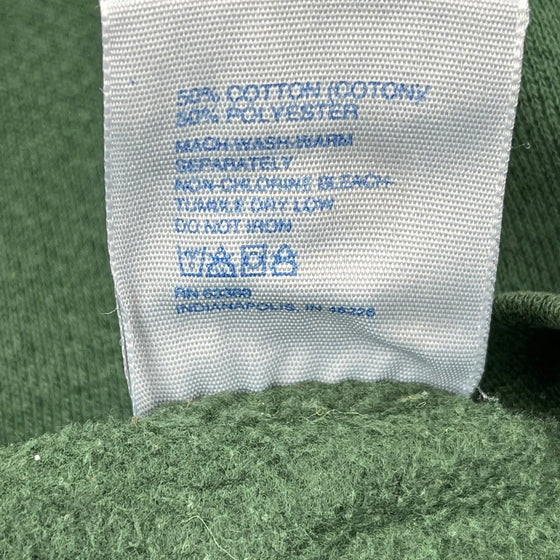 50% COTTON (COTON)/
50% POLYESTER
MACH. WASH-WARM
SEPARATELY
NON-CHLORINE BLEACH
TUMBLE DRY LOW
DO NOT IRON
RN
INDIANAPOLIS, IN 46226